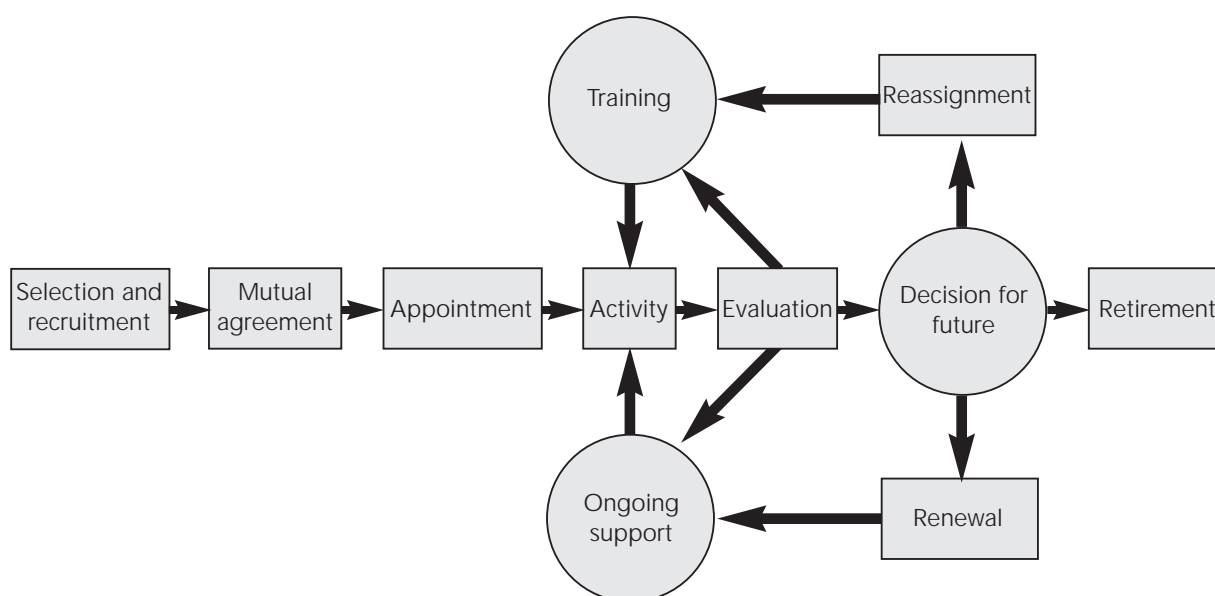 Training
Reassignment
Selection and
recruitment
Mutual
agreement
Appointment
Activity
Evaluation
Decision for
future
Retirement
Ongoing
support
Renewal